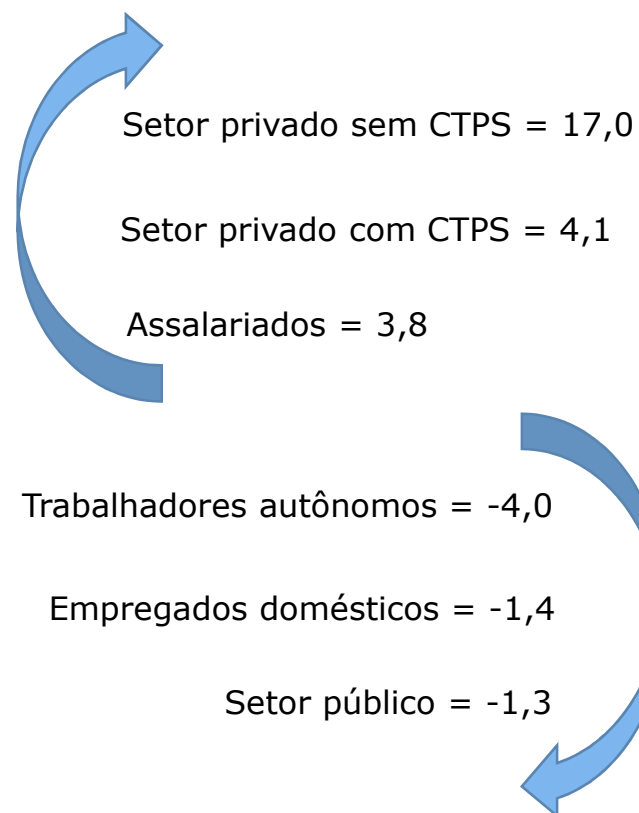 Setor privado sem CTPS = 17,0
Setor privado com CTPS = 4,1
Assalariados = 3,8
Trabalhadores autônomos = -4,0
Empregados domésticos = -1,4
Setor público = -1,3